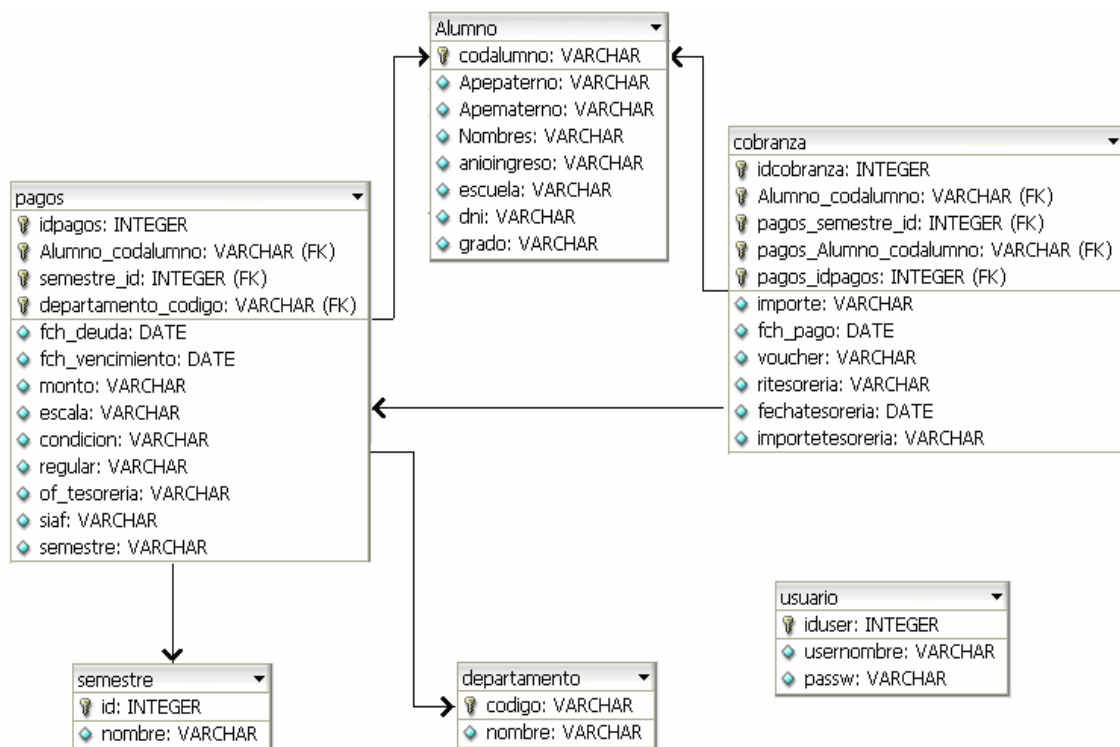 Alumno
codalumno: VARCHAR
Apepaterno: VARCHAR
Apematerno: VARCHAR
Nombres: VARCHAR
anioingreso: VARCHAR
escuela: VARCHAR
dni: VARCHAR
grado: VARCHAR
cobranza
idcobranza: INTEGER
Alumno_codalumno: VARCHAR (FK)
pagos_semestre_id: INTEGER (FK)
pagos_Alumno_codalumno: VARCHAR (FK)
pagos_idpagos: INTEGER (FK)
importe: VARCHAR
fch_pago: DATE
voucher: VARCHAR
ritesoreria: VARCHAR
fechatesoreria: DATE
importetesoreria: VARCHAR
pagos
idpagos: INTEGER
Alumno_codalumno: VARCHAR (FK)
semestre_id: INTEGER (FK)
departamento_codigo: VARCHAR (FK)
fch_deuda: DATE
fch_vencimiento: DATE
monto: VARCHAR
escala: VARCHAR
condicion: VARCHAR
regular: VARCHAR
of_tesoreria: VARCHAR
siaf: VARCHAR
semestre: VARCHAR
usuario
iduser: INTEGER
usernombre: VARCHAR
passw: VARCHAR
semestre
id: INTEGER
nombre: VARCHAR
departamento
codigo: VARCHAR
nombre: VARCHAR